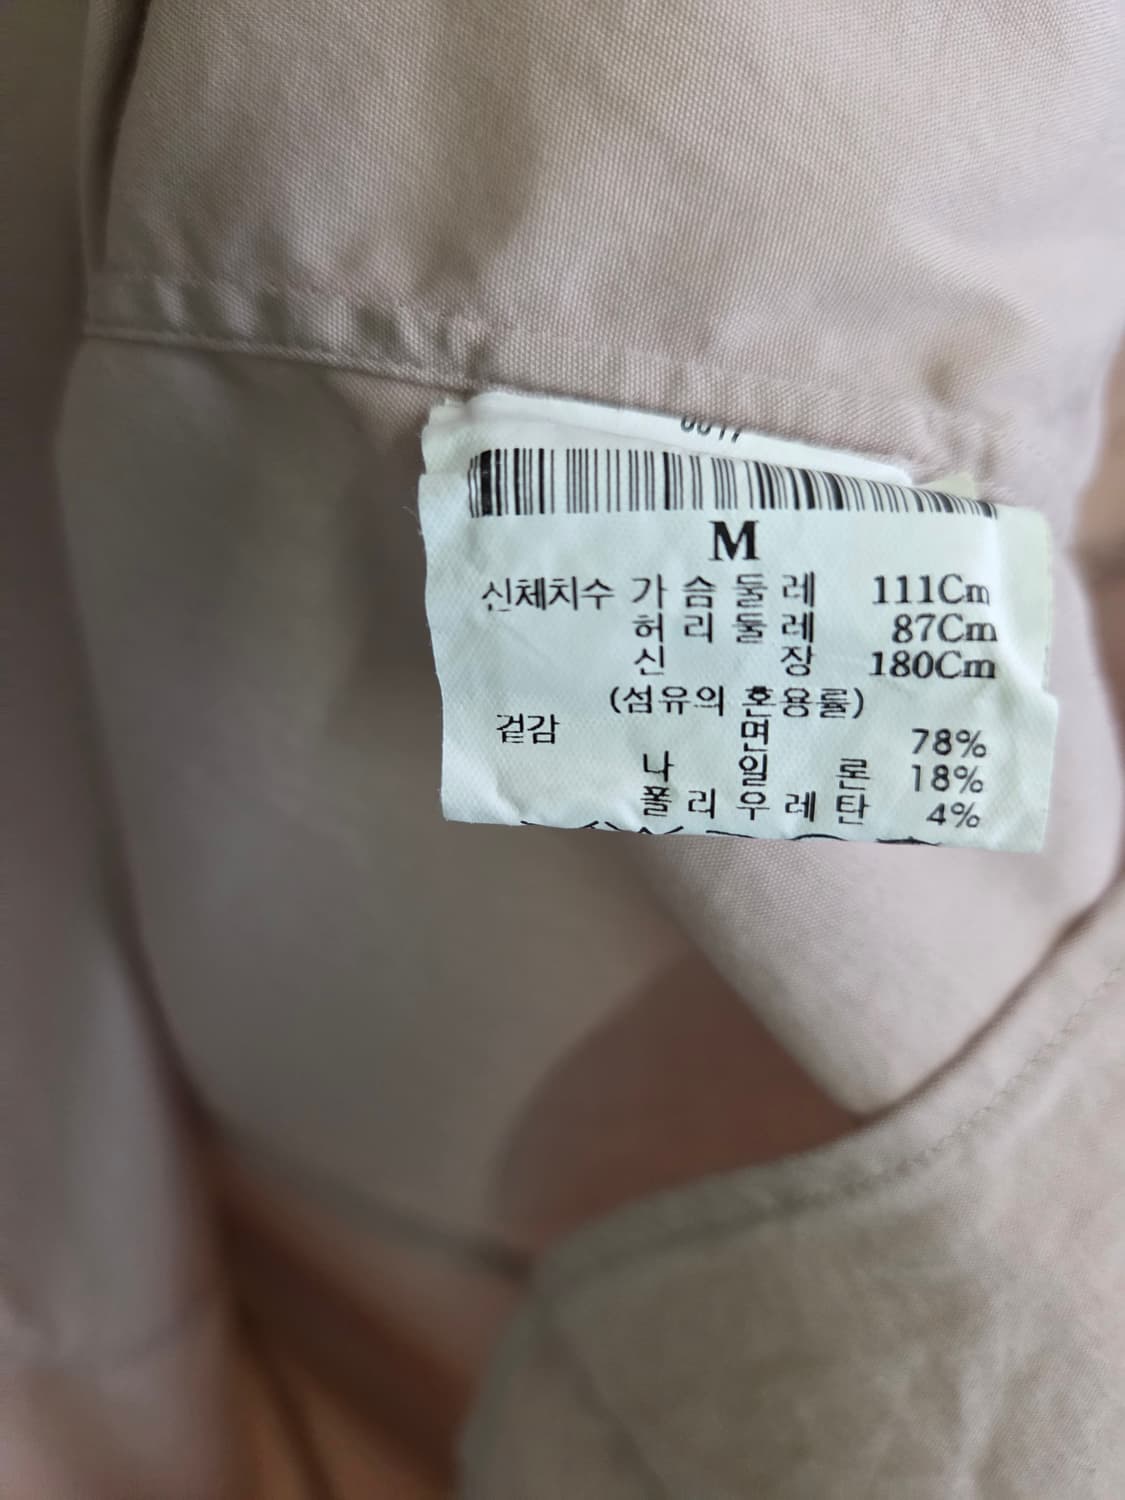 M
신체치수 가슴둘레 111Cm
허리둘레 87Cm
신 장 180Cm
(섬유의 혼용률)
겉감 면 78%
나 일 론 18%
폴리우레탄 4%